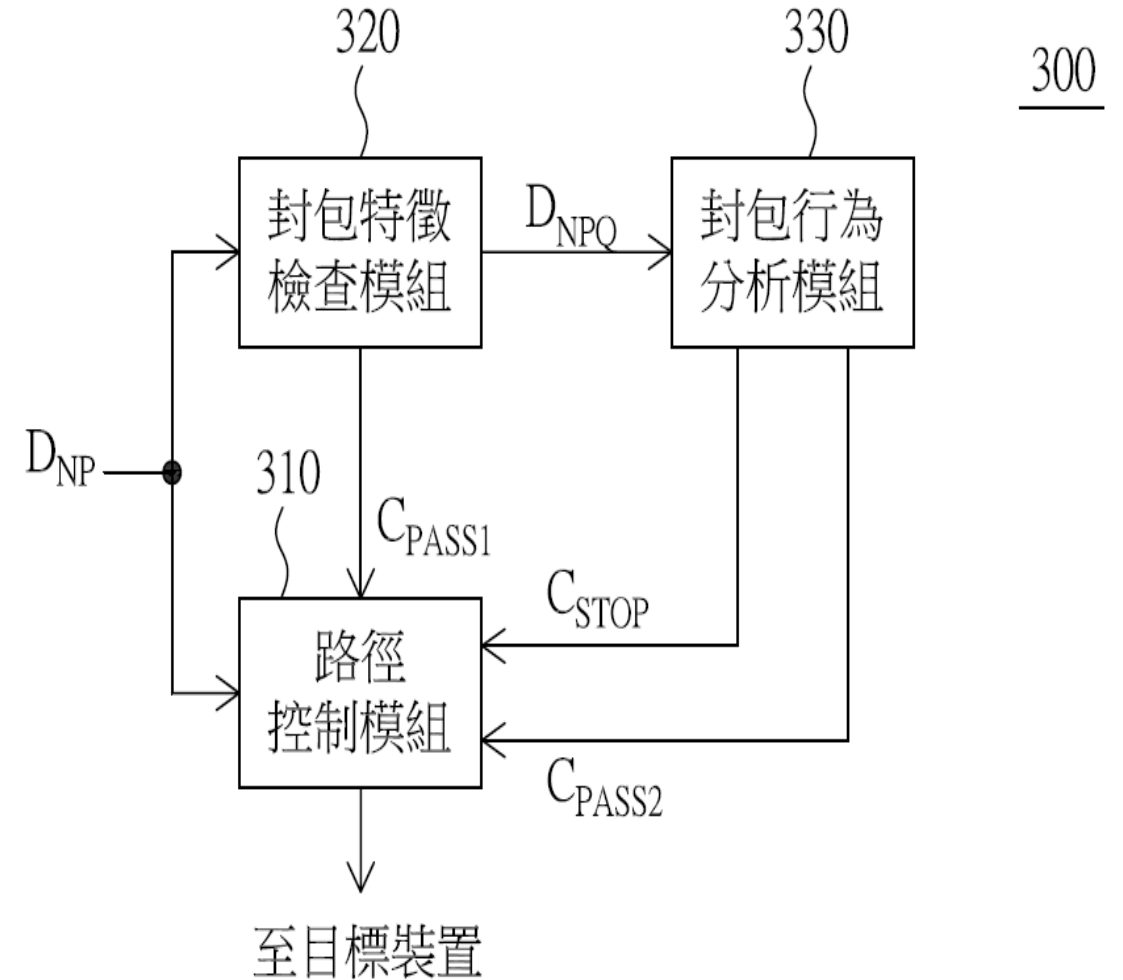 320
330
300
封包特徵
檢查模組
D_NPQ
封包行為
分析模組
D_NP
310
C_PASS1
C_STOP
路徑
控制模組
C_PASS2
至目標裝置